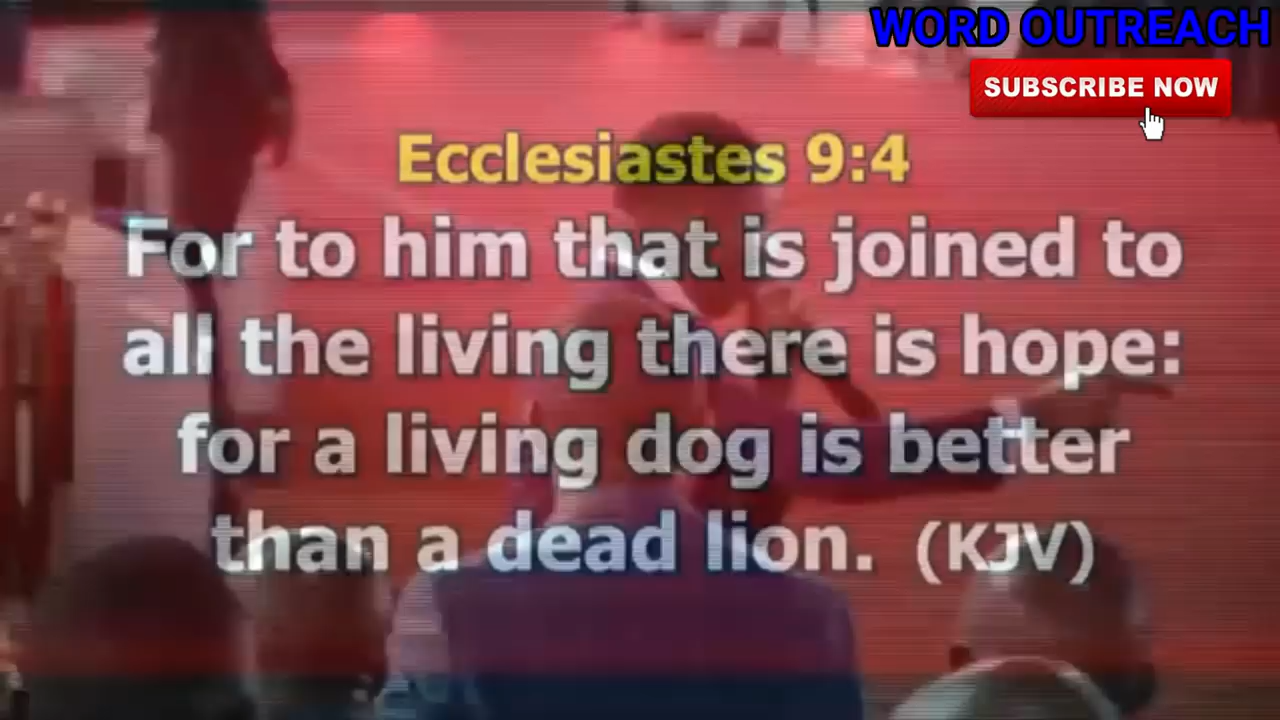 WORD OUTREACH
SUBSCRIBE NOW
Ecclesiastes 9:4
For to him that is joined to
all the living there is hope:
for a living dog is better
than a dead lion. (KJV)